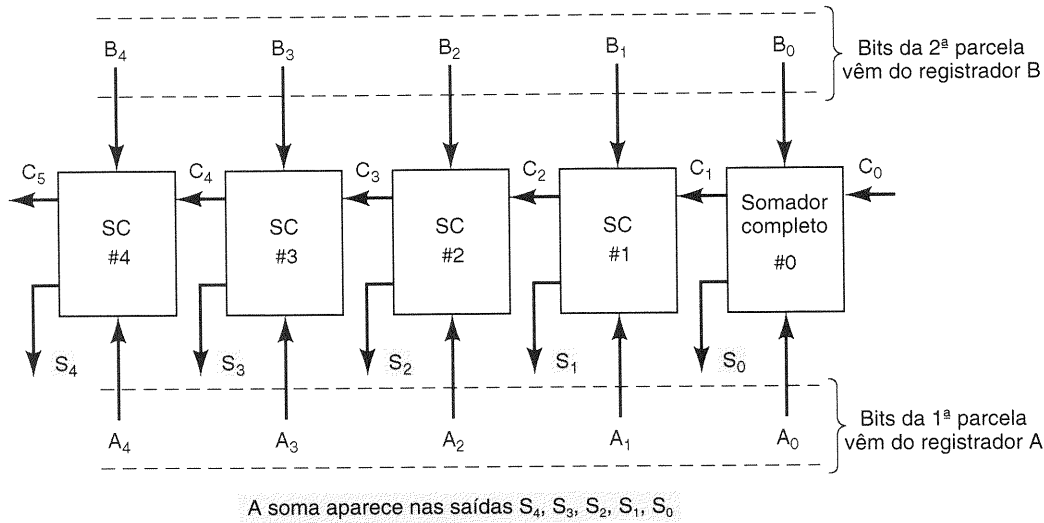 B₄ B₃ B₂ B₁ B₀
Bits da 2ª parcela
vêm do registrador B
C₅ C₄ C₃ C₂ C₁ C₀
SC
#4
SC
#3
SC
#2
SC
#1
Somador
completo
#0
S₄ S₃ S₂ S₁ S₀
A₄ A₃ A₂ A₁ A₀
Bits da 1ª parcela
vêm do registrador A
A soma aparece nas saídas S₄, S₃, S₂, S₁, S₀